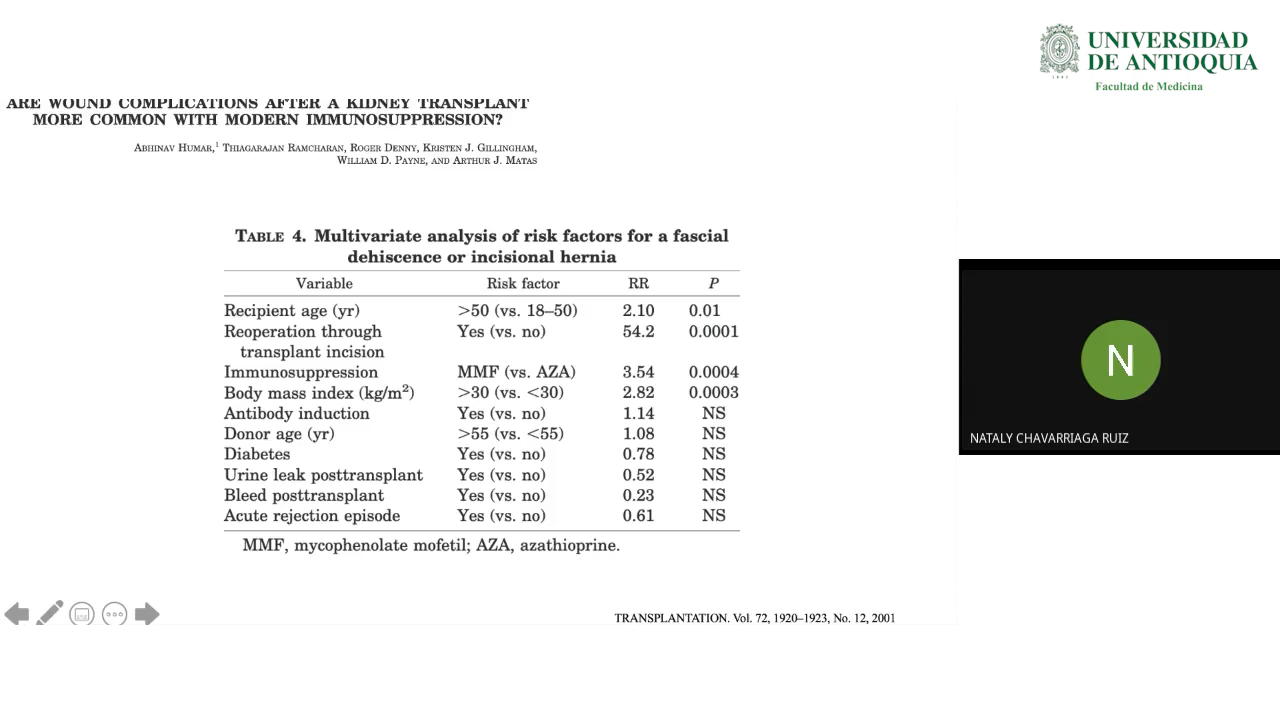 UNIVERSIDAD
DE ANTIOQUIA
Facultad de Medicina
ARE WOUND COMPLICATIONS AFTER A KIDNEY TRANSPLANT
MORE COMMON WITH MODERN IMMUNOSUPPRESSION?
ABHINAV HUMAR,1 THIAGARAJAN RAMCHARAN, ROGER DENNY, KRISTEN J. GILLINGHAM,
WILLIAM D. PAYNE, AND ARTHUR J. MATAS
TABLE 4. Multivariate analysis of risk factors for a fascial
dehiscence or incisional hernia
Variable Risk factor RR P
Recipient age (yr) >50 (vs. 18–50) 2.10 0.01
Reoperation through Yes (vs. no) 54.2 0.0001
transplant incision
Immunosuppression MMF (vs. AZA) 3.54 0.0004
Body mass index (kg/m2) >30 (vs. <30) 2.82 0.0003
Antibody induction Yes (vs. no) 1.14 NS
Donor age (yr) >55 (vs. <55) 1.08 NS
Diabetes Yes (vs. no) 0.78 NS
Urine leak posttransplant Yes (vs. no) 0.52 NS
Bleed posttransplant Yes (vs. no) 0.23 NS
Acute rejection episode Yes (vs. no) 0.61 NS
MMF, mycophenolate mofetil; AZA, azathioprine.
TRANSPLANTATION. Vol. 72, 1920–1923, No. 12, 2001
N
NATALY CHAVARRIAGA RUIZ